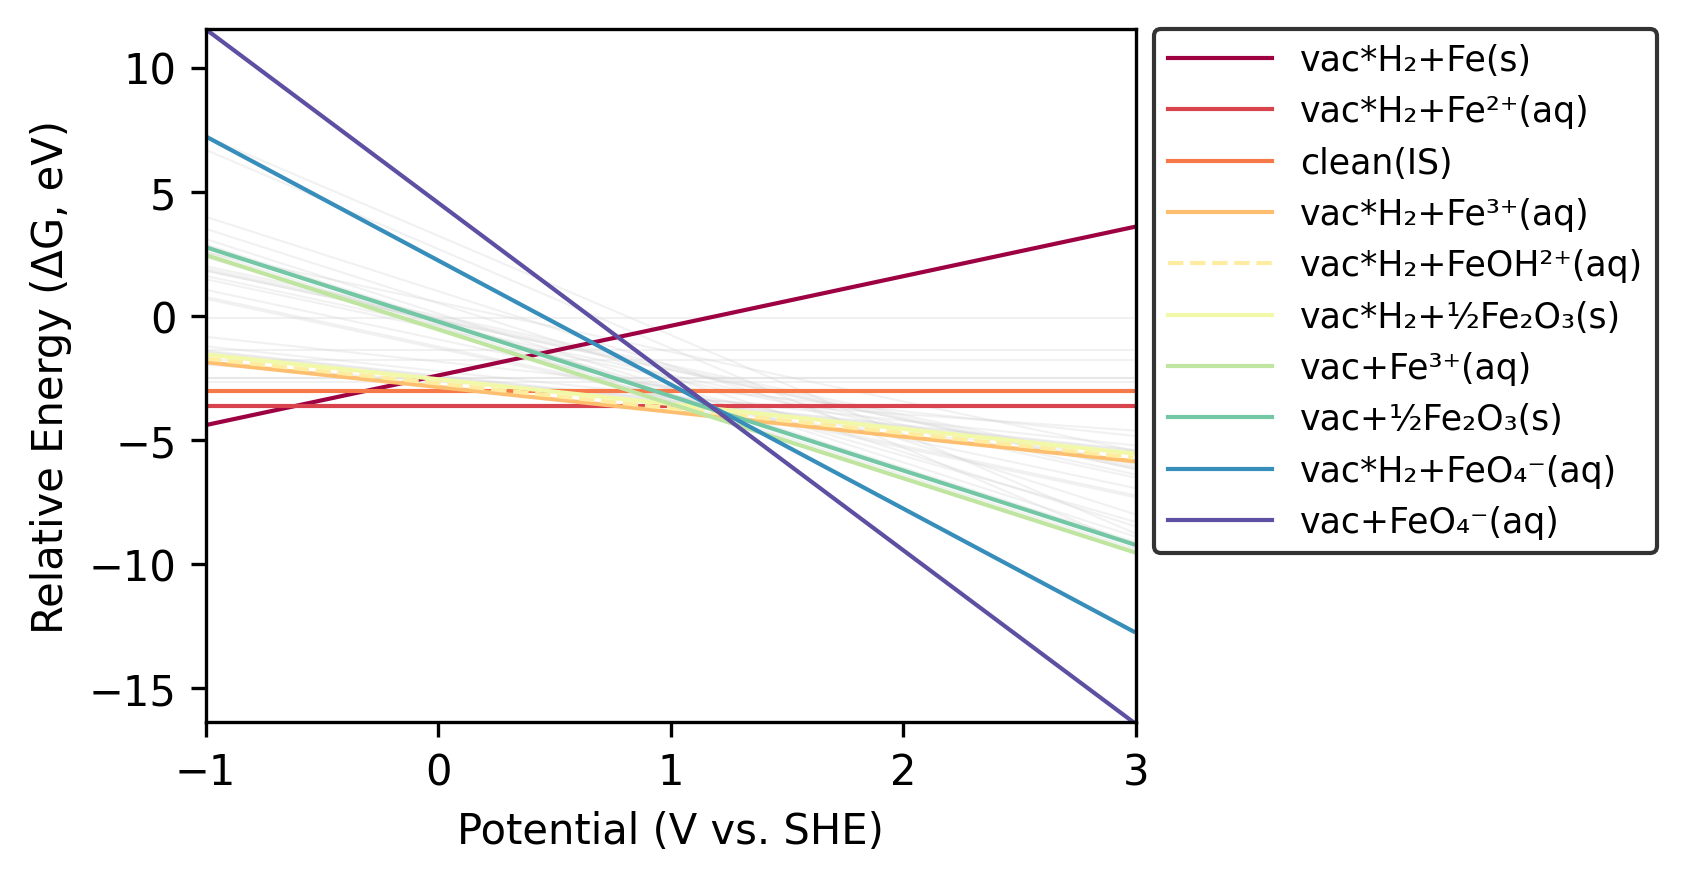 Relative Energy (ΔG, eV)
10
5
0
−5
−10
−15
−1
0
1
2
3
Potential (V vs. SHE)
vac*H₂+Fe(s)
vac*H₂+Fe²⁺(aq)
clean(IS)
vac*H₂+Fe³⁺(aq)
vac*H₂+FeOH²⁺(aq)
vac*H₂+½Fe₂O₃(s)
vac+Fe³⁺(aq)
vac+½Fe₂O₃(s)
vac*H₂+FeO₄⁻(aq)
vac+FeO₄⁻(aq)